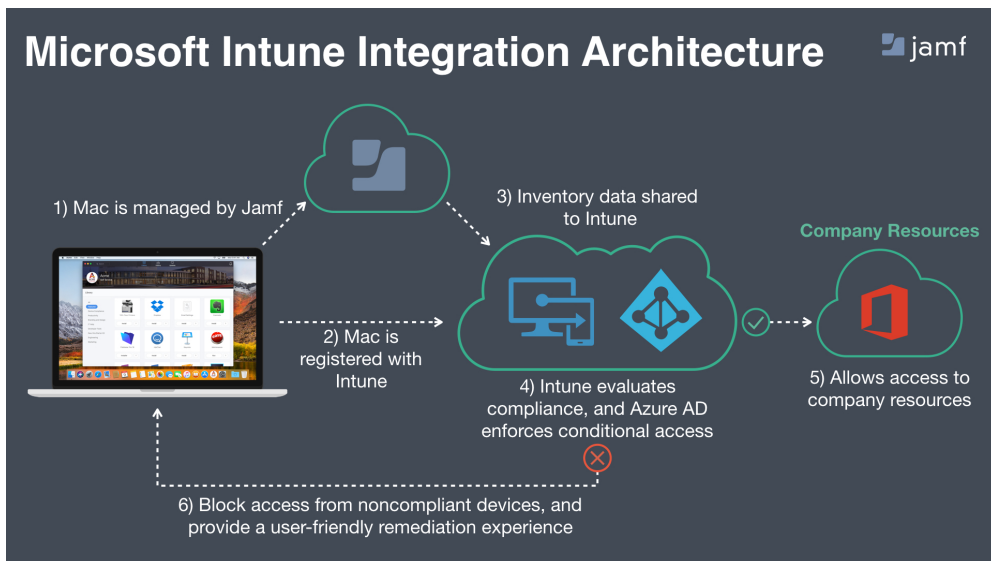 Microsoft Intune Integration Architecture
jamf
1) Mac is managed by Jamf
3) Inventory data shared
to Intune
Company Resources
2) Mac is
registered with
Intune
4) Intune evaluates
compliance, and Azure AD
enforces conditional access
5) Allows access to
company resources
6) Block access from noncompliant devices, and
provide a user-friendly remediation experience